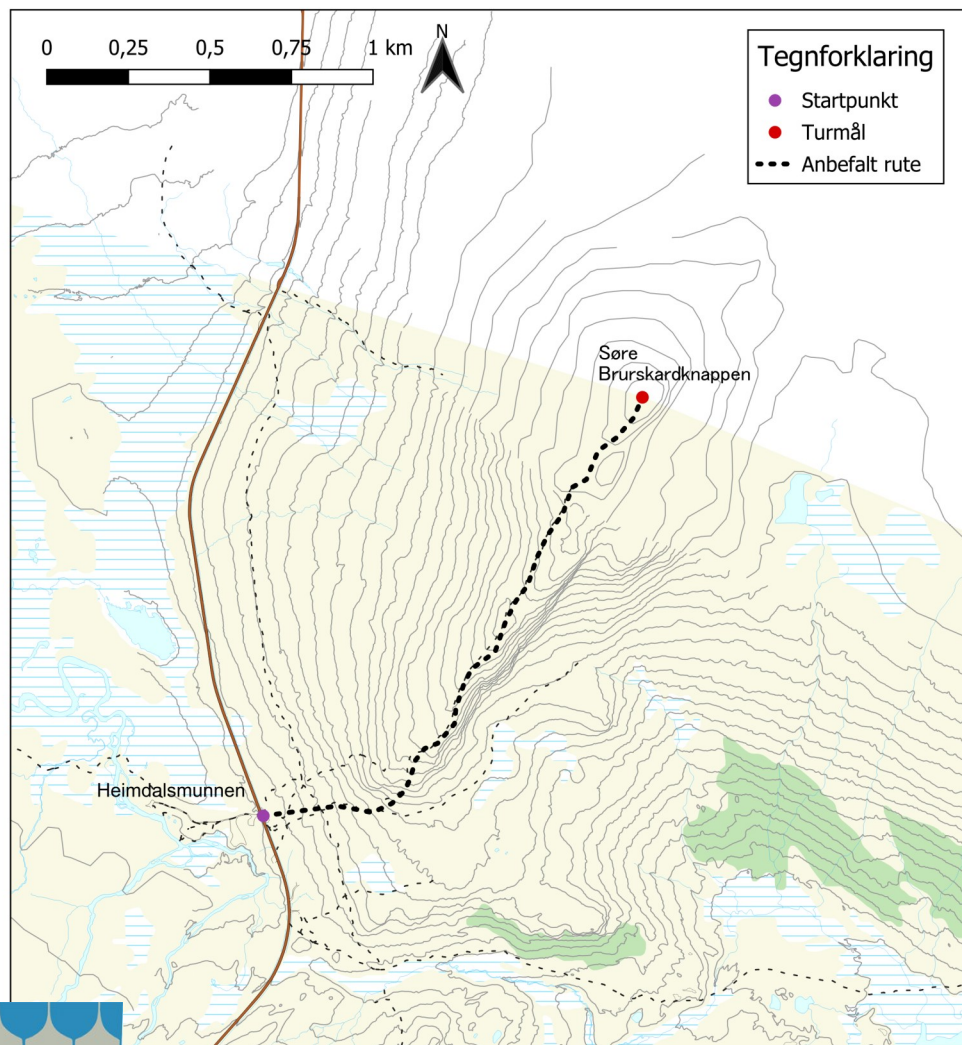 0 0,25 0,5 0,75 1 km
N
Tegnforklaring
Startpunkt
Turmål
Anbefalt rute
Søre
Brurskardknappen
Heimdalsmunnen